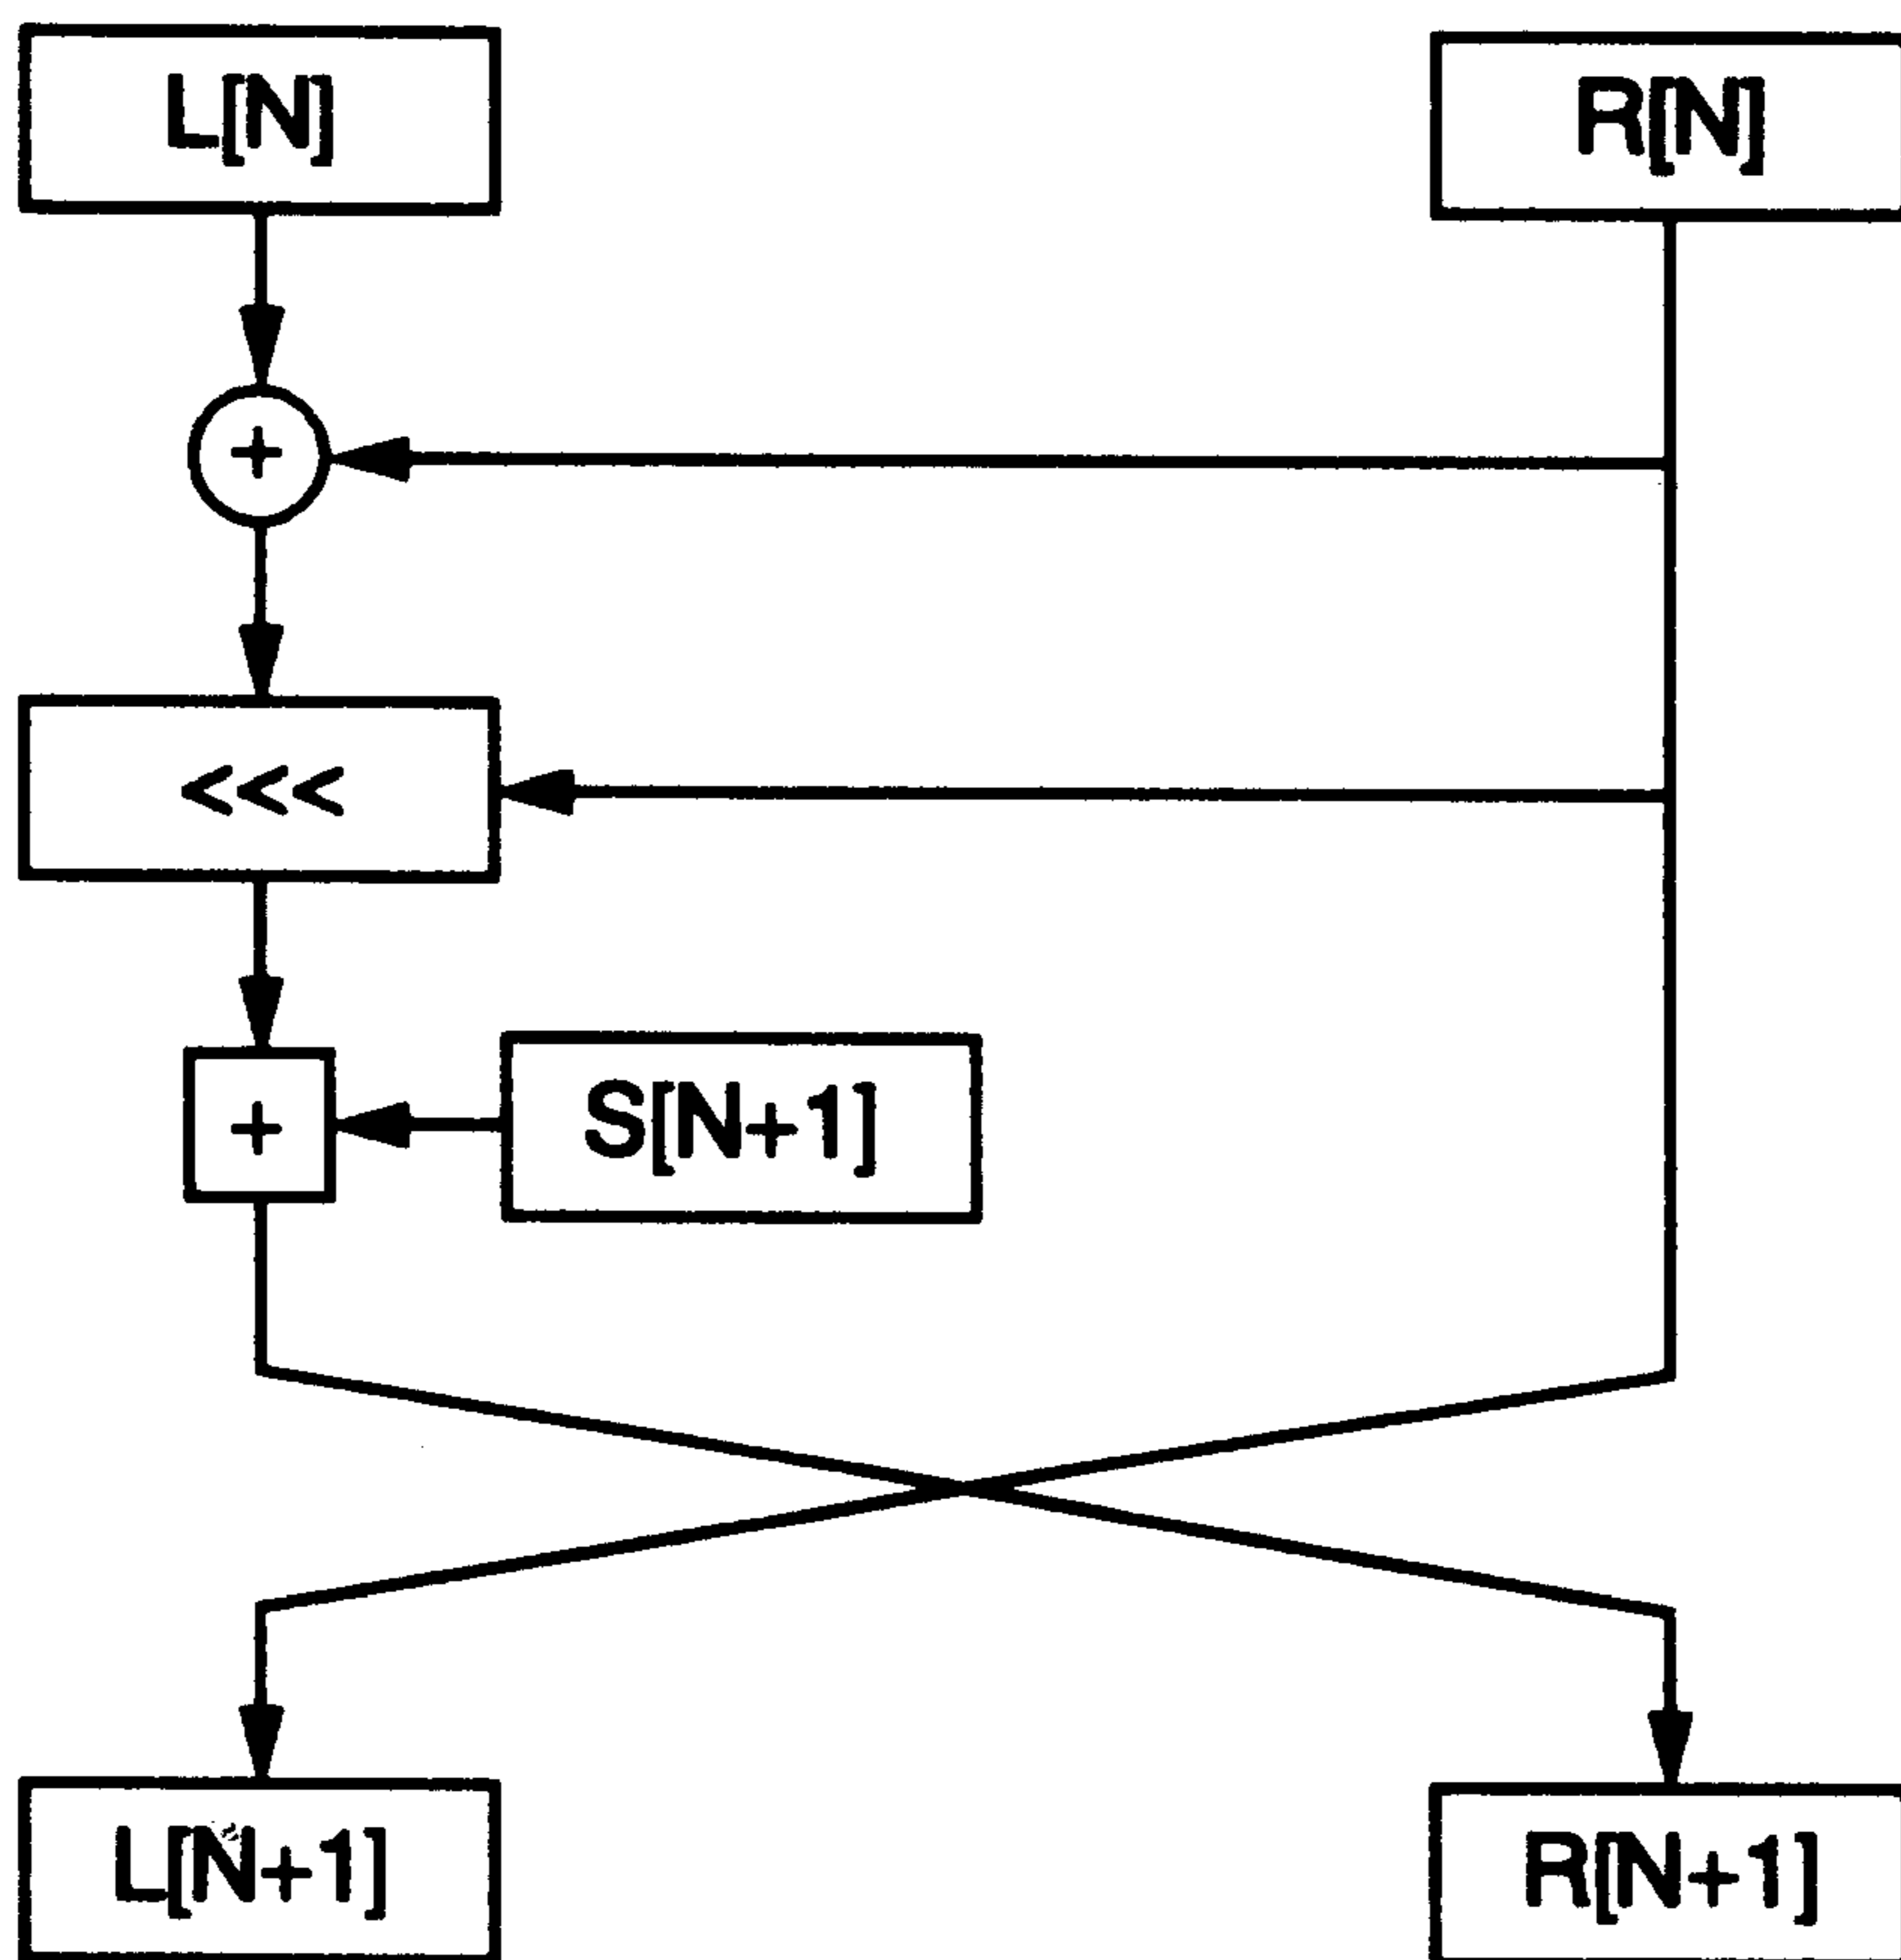 L[N]
R[N]
+
<<<
+
S[N+1]
L[N+1]
R[N+1]